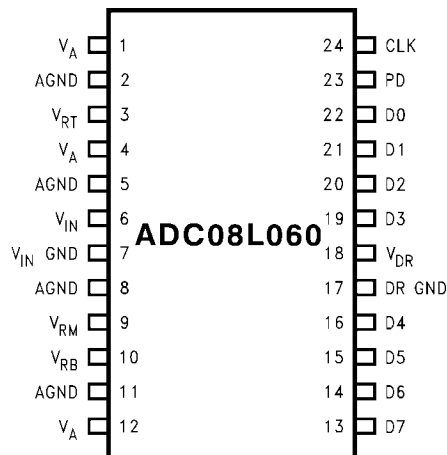 V_A 1 24 CLK
AGND 2 23 PD
V_RT 3 22 D0
V_A 4 21 D1
AGND 5 20 D2
V_IN 6 19 D3
ADC08L060
V_IN GND 7 18 V_DR
AGND 8 17 DR GND
V_RM 9 16 D4
V_RB 10 15 D5
AGND 11 14 D6
V_A 12 13 D7